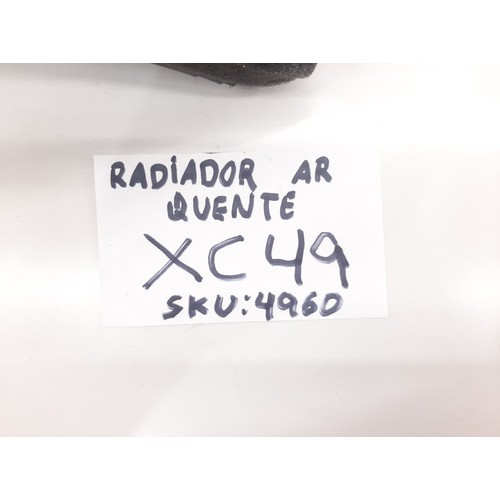 RADIADOR AR
QUENTE
XC49
SKU: 4960